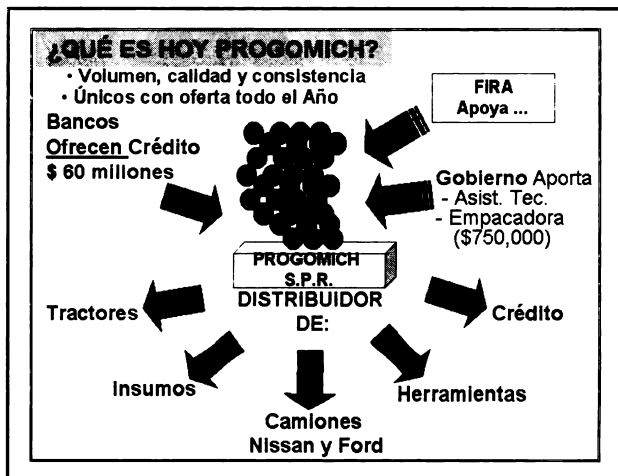 ¿QUÉ ES HOY PROGOMICH?
· Volumen, calidad y consistencia
· Únicos con oferta todo el Año
Bancos
Ofrecen Crédito
$ 60 millones
FIRA
Apoya ...
Gobierno Aporta
- Asist. Tec.
- Empacadora
($750,000)
PROGOMICH
S.P.R.
DISTRIBUIDOR
DE:
Tractores
Crédito
Insumos
Herramientas
Camiones
Nissan y Ford